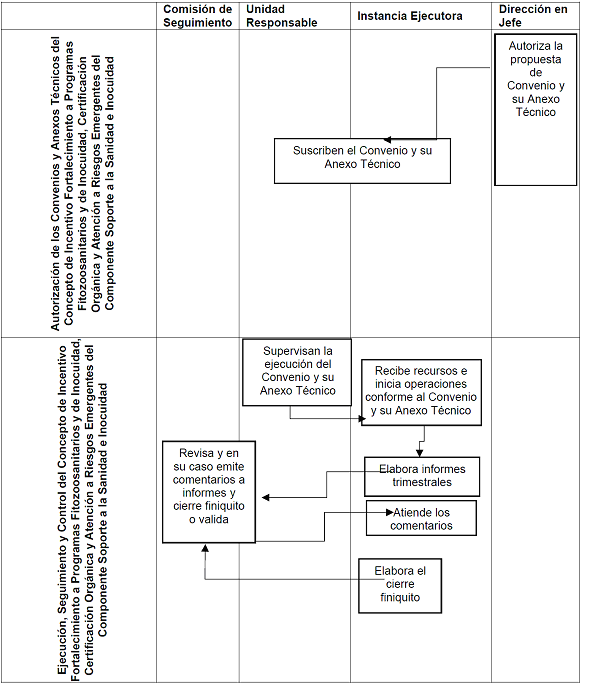 Comisión de
Seguimiento
Unidad
Responsable
Instancia Ejecutora
Dirección en
Jefe
Autorización de los Convenios y Anexos Técnicos del
Concepto de Incentivo Fortalecimiento a Programas
Fitozoosanitarios y de Inocuidad, Certificación
Orgánica y Atención a Riesgos Emergentes del
Componente Soporte a la Sanidad e Inocuidad
Autoriza la
propuesta
de
Convenio y
su Anexo
Técnico
Suscriben el Convenio y su
Anexo Técnico
Ejecución, Seguimiento y Control del Concepto de Incentivo
Fortalecimiento a Programas Fitozoosanitarios y de Inocuidad,
Certificación Orgánica y Atención a Riesgos Emergentes del
Componente Soporte a la Sanidad e Inocuidad
Supervisan la
ejecución del
Convenio y su
Anexo Técnico
Recibe recursos e
inicia operaciones
conforme al Convenio
y su Anexo Técnico
Revisa y en
su caso emite
comentarios a
informes y
cierre finiquito
o valida
Elabora informes
trimestrales
Atiende los
comentarios
Elabora el
cierre
finiquito